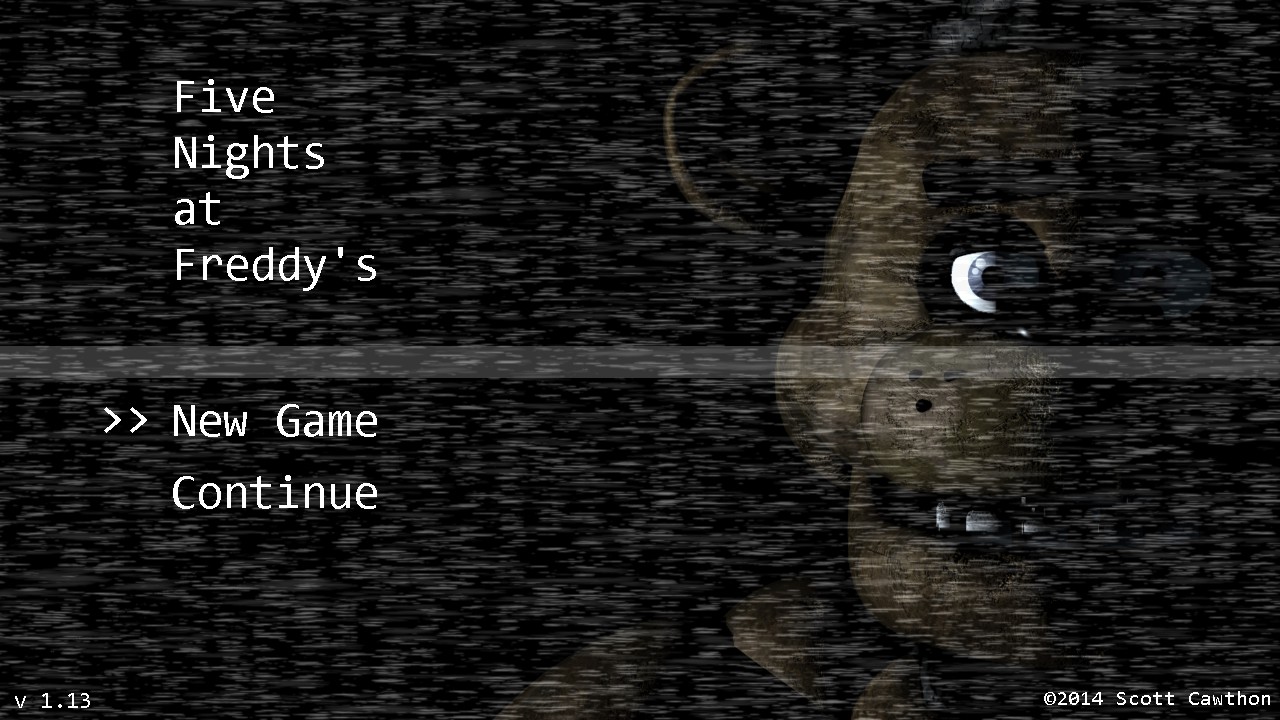 Five
Nights
at
Freddy's
>> New Game
Continue
v 1.13
©2014 Scott Cawthon